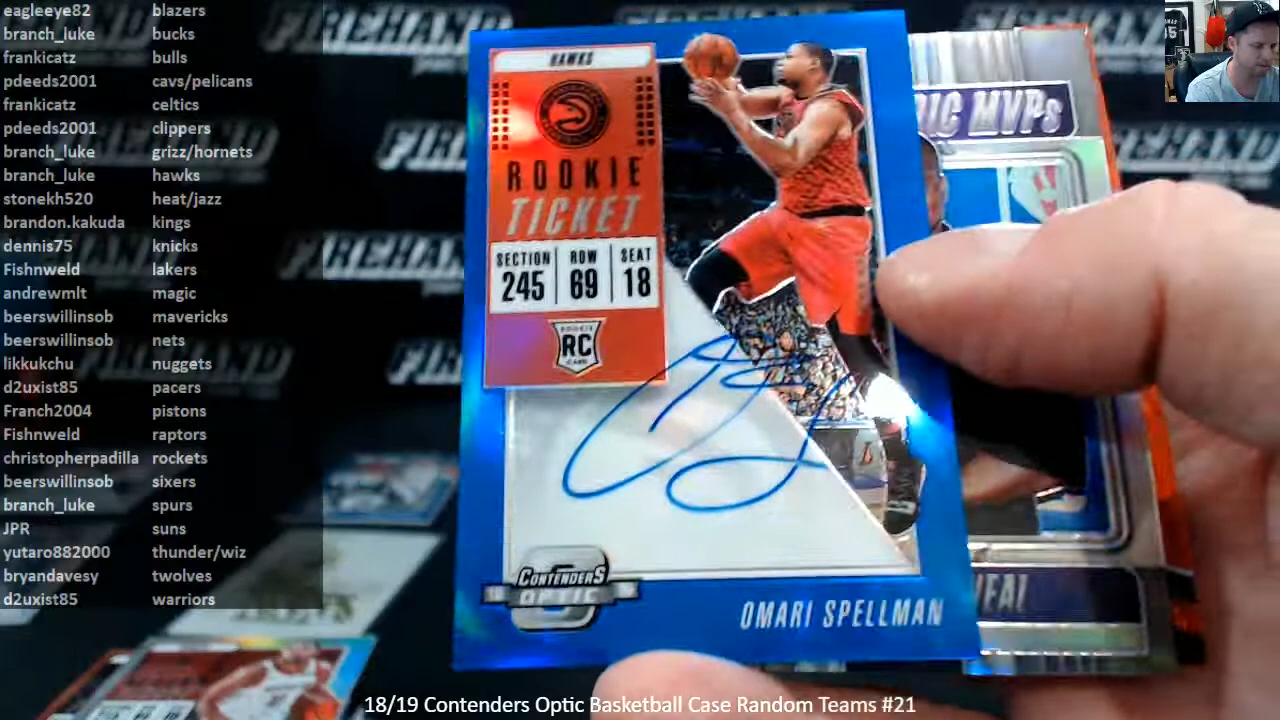 eagleeye82 blazers
branch_luke bucks
frankicatz bulls
pdeeds2001 cavs/pelicans
frankicatz celtics
pdeeds2001 clippers
branch_luke grizz/hornets
branch_luke hawks
stonekh520 heat/jazz
brandon.kakuda kings
dennis75 knicks
Fishnweld lakers
andrewmlt magic
beerswillinsob mavericks
beerswillinsob nets
likkukchu nuggets
d2uxist85 pacers
Franch2004 pistons
Fishnweld raptors
christopherpadilla rockets
beerswillinsob sixers
branch_luke spurs
JPR suns
yutaro882000 thunder/wiz
bryandavesy twolves
d2uxist85 warriors
HAWKS
ROOKIE
TICKET
SECTION ROW SEAT
245 69 18
ROOKIE
RC
CARD
CONTENDERS
OPTIC
OMARI SPELLMAN
MVPs
FIREHAND
18/19 Contenders Optic Basketball Case Random Teams #21